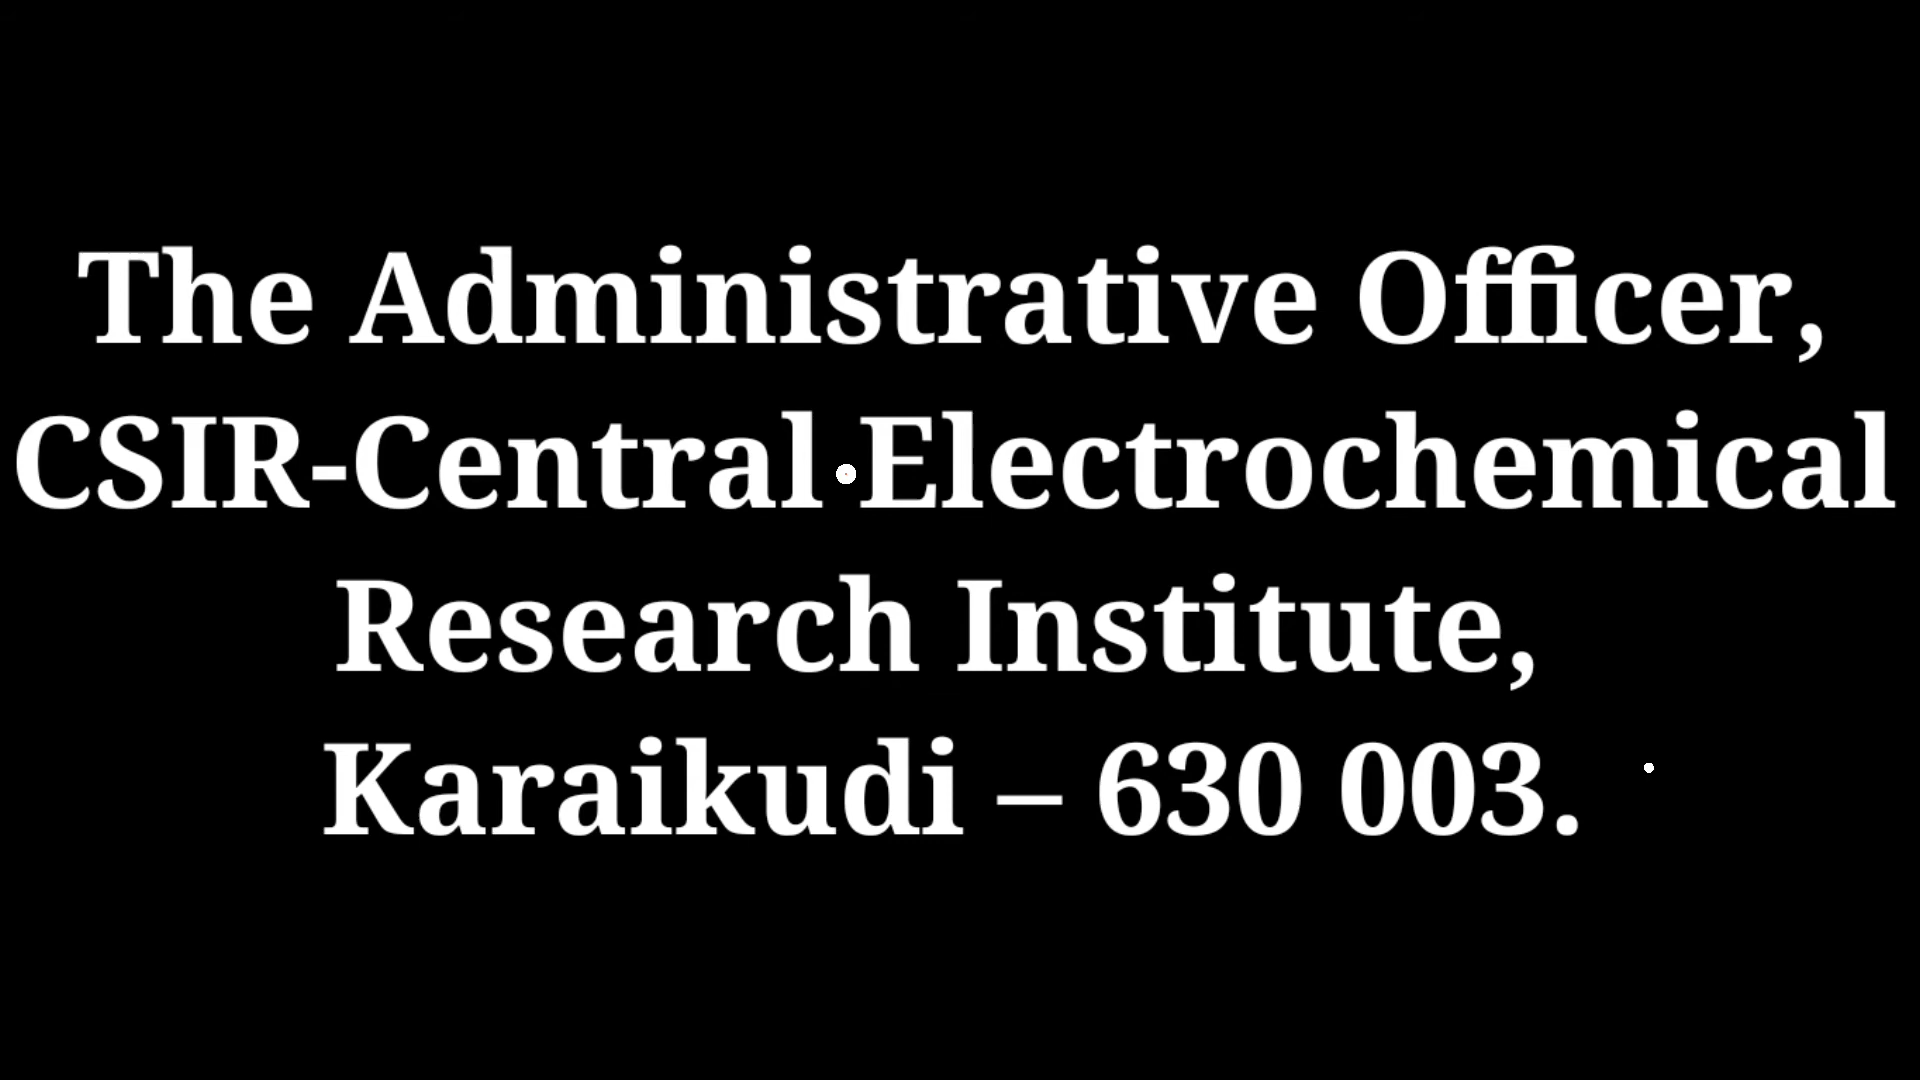 The Administrative Officer,
CSIR-Central Electrochemical
Research Institute,
Karaikudi – 630 003.